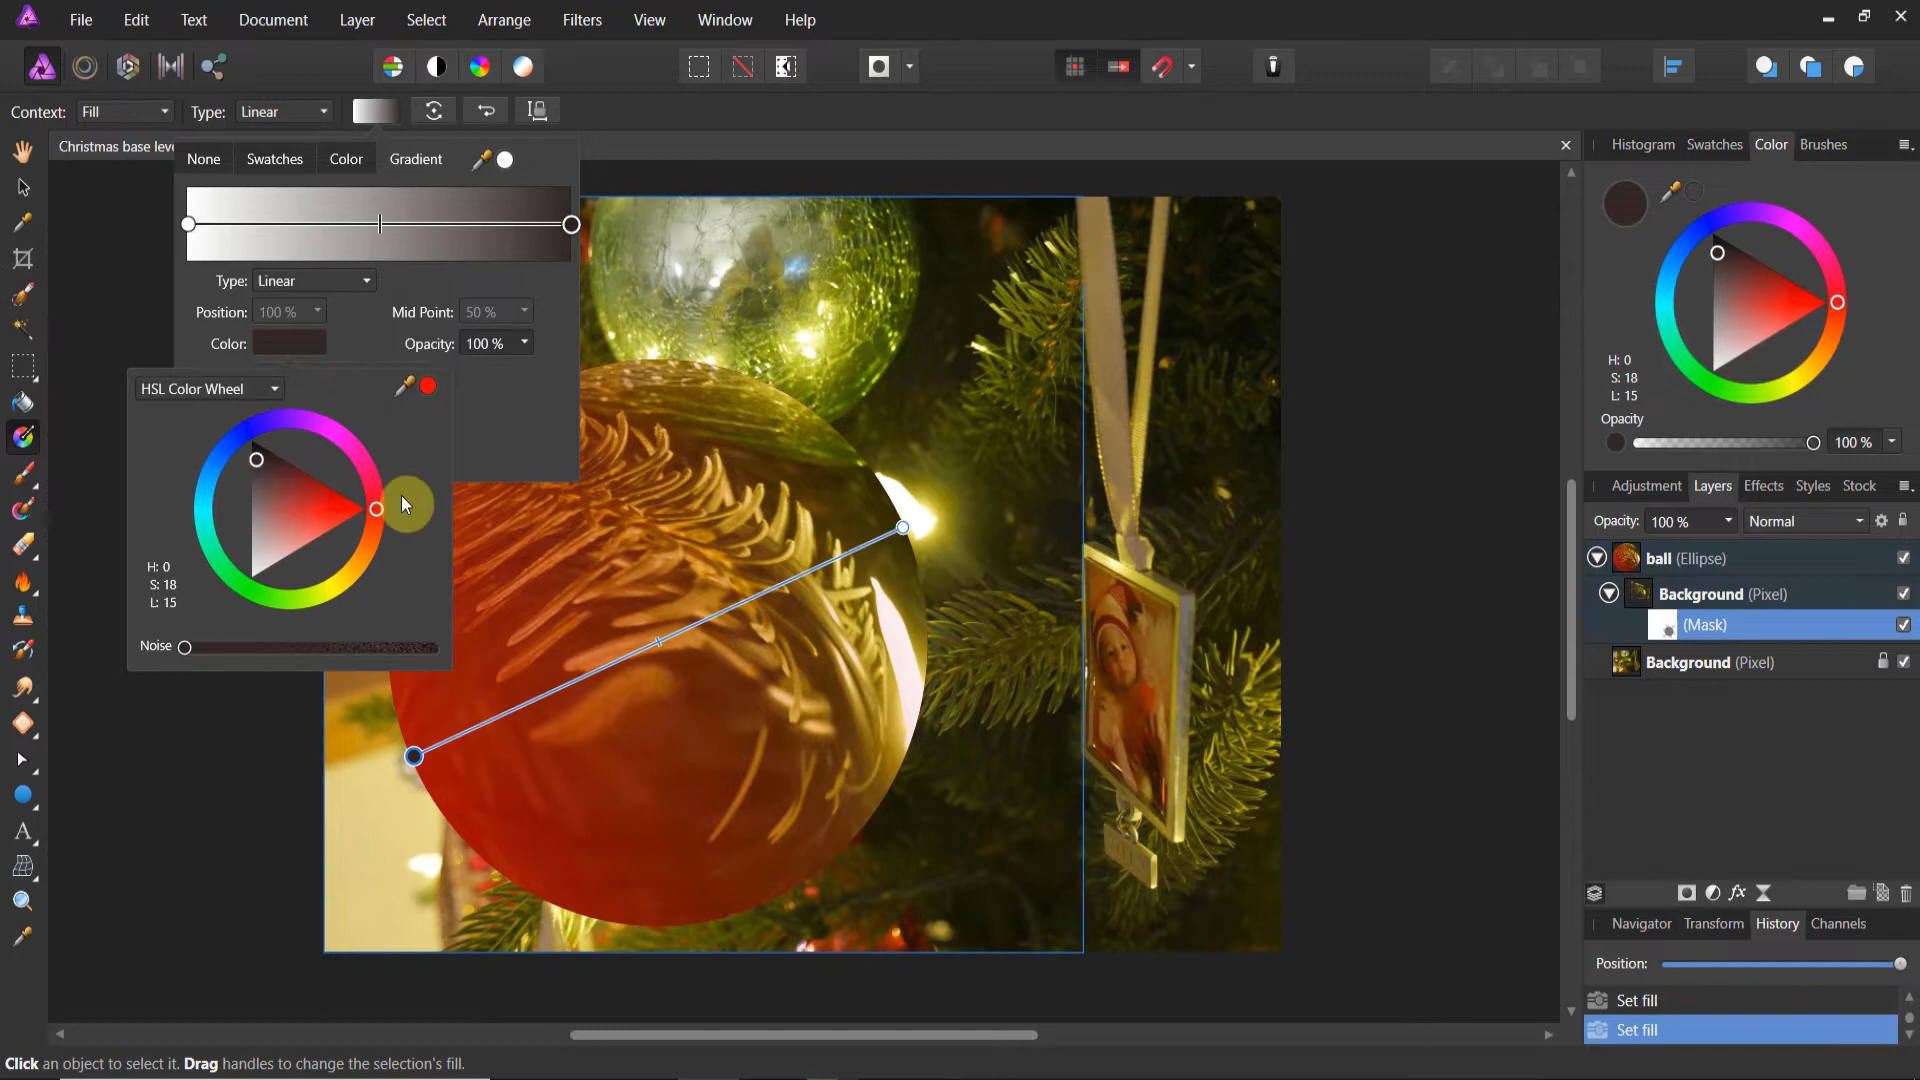 File Edit Text Document Layer Select Arrange Filters View Window Help
Context: Fill Type: Linear
Christmas base leve
None Swatches Color Gradient
Type: Linear
Position: 100 % Mid Point: 50 %
Color: Opacity: 100 %
HSL Color Wheel
H: 0
S: 18
L: 15
Noise
Histogram Swatches Color Brushes
H: 0
S: 18
L: 15
Opacity
100 %
Adjustment Layers Effects Styles Stock
Opacity: 100 % Normal
ball (Ellipse)
Background (Pixel)
(Mask)
Background (Pixel)
Navigator Transform History Channels
Position:
Set fill
Set fill
Click an object to select it. Drag handles to change the selection's fill.